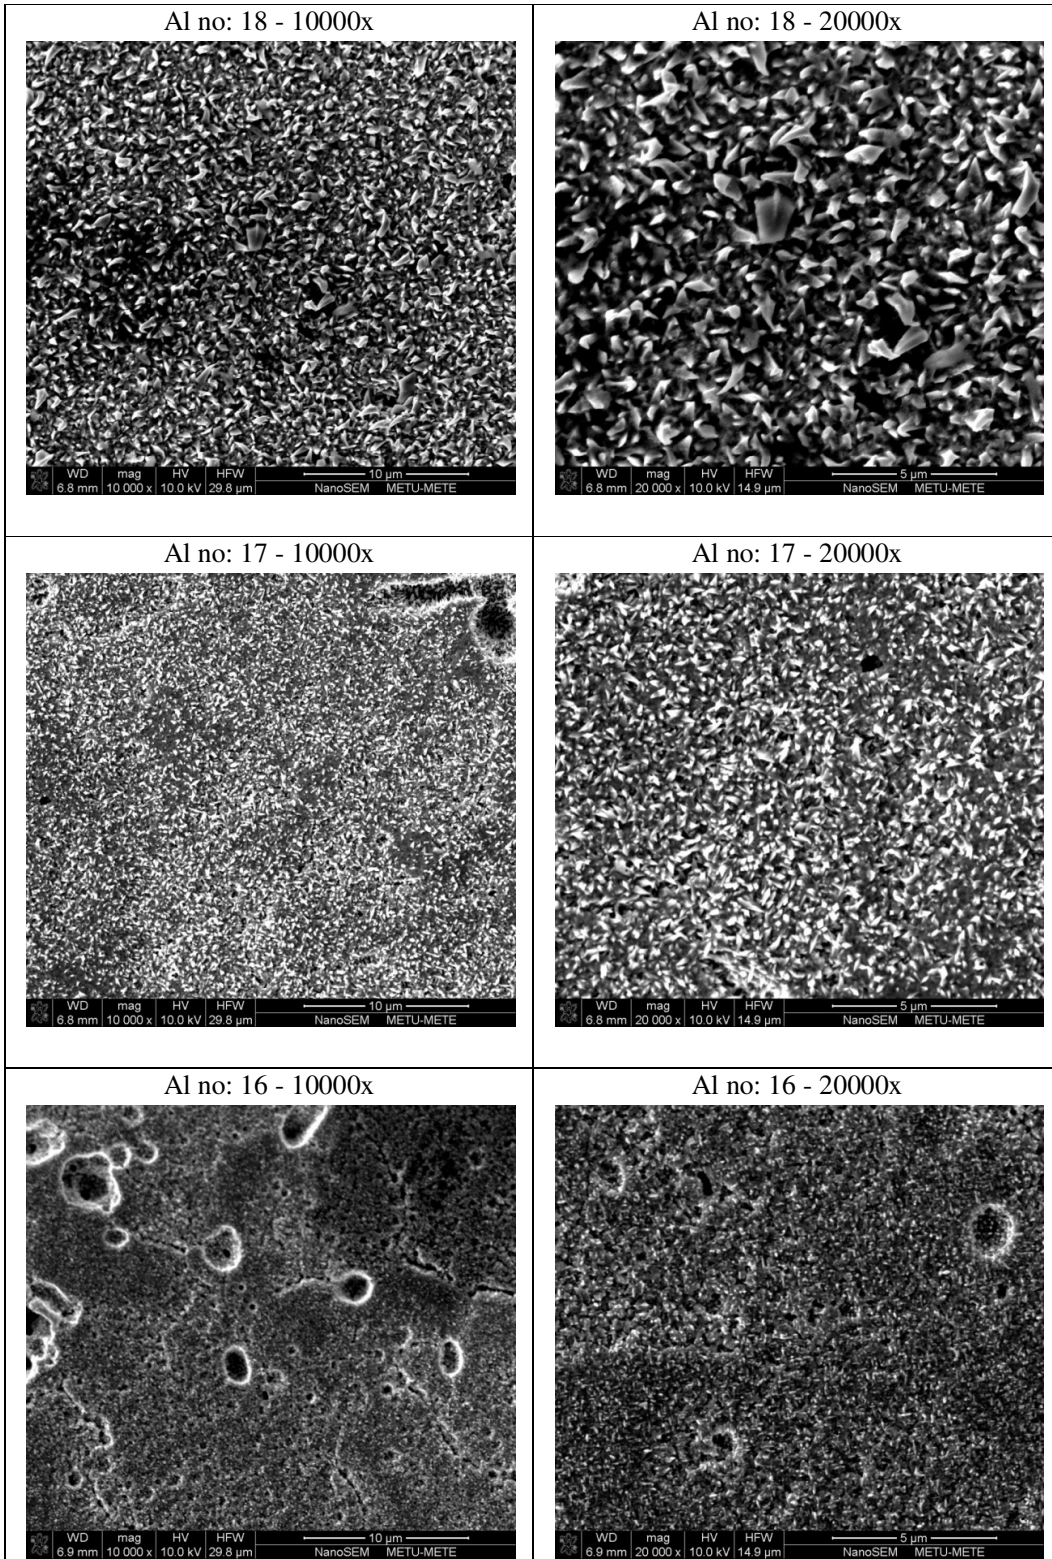 Al no: 18 - 10000x
Al no: 18 - 20000x
WD mag HV HFW 10 µm
6.8 mm 10 000 x 10.0 kV 29.8 µm NanoSEM METU-METE
WD mag HV HFW 5 µm
6.8 mm 20 000 x 10.0 kV 14.9 µm NanoSEM METU-METE
Al no: 17 - 10000x
Al no: 17 - 20000x
WD mag HV HFW 10 µm
6.8 mm 10 000 x 10.0 kV 29.8 µm NanoSEM METU-METE
WD mag HV HFW 5 µm
6.8 mm 20 000 x 10.0 kV 14.9 µm NanoSEM METU-METE
Al no: 16 - 10000x
Al no: 16 - 20000x
WD mag HV HFW 10 µm
6.9 mm 10 000 x 10.0 kV 29.8 µm NanoSEM METU-METE
WD mag HV HFW 5 µm
6.9 mm 20 000 x 10.0 kV 14.9 µm NanoSEM METU-METE